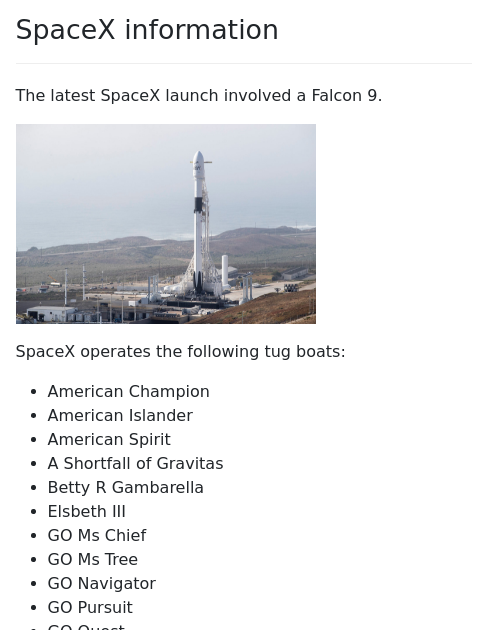 SpaceX information
The latest SpaceX launch involved a Falcon 9.
SpaceX operates the following tug boats:
American Champion
American Islander
American Spirit
A Shortfall of Gravitas
Betty R Gambarella
Elsbeth III
GO Ms Chief
GO Ms Tree
GO Navigator
GO Pursuit
GO Quest